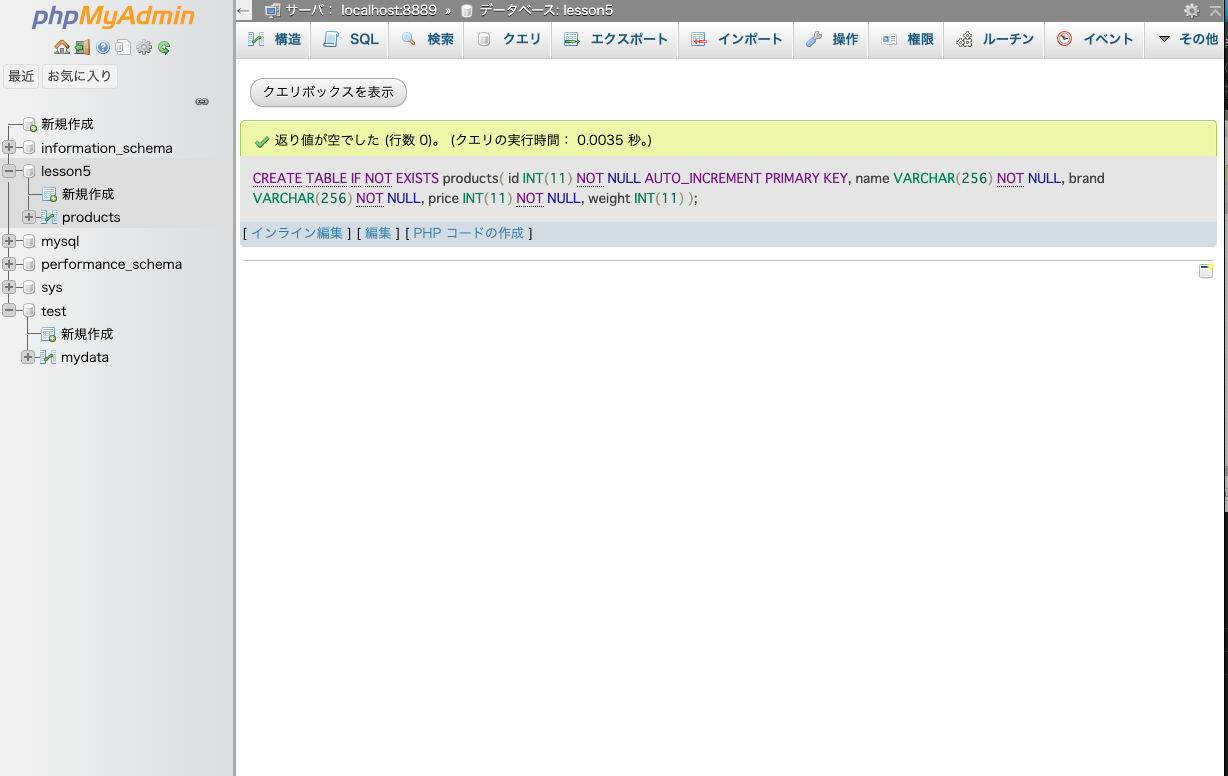 phpMyAdmin
最近 お気に入り
新規作成
information_schema
lesson5
新規作成
products
mysql
performance_schema
sys
test
新規作成
mydata
サーバ： localhost:8889 » データベース: lesson5
構造 SQL 検索 クエリ エクスポート インポート 操作 権限 ルーチン イベント その他
クエリボックスを表示
返り値が空でした (行数 0)。 (クエリの実行時間： 0.0035 秒。)
CREATE TABLE IF NOT EXISTS products( id INT(11) NOT NULL AUTO_INCREMENT PRIMARY KEY, name VARCHAR(256) NOT NULL, brand
VARCHAR(256) NOT NULL, price INT(11) NOT NULL, weight INT(11) );
[ インライン編集 ] [ 編集 ] [ PHP コードの作成 ]